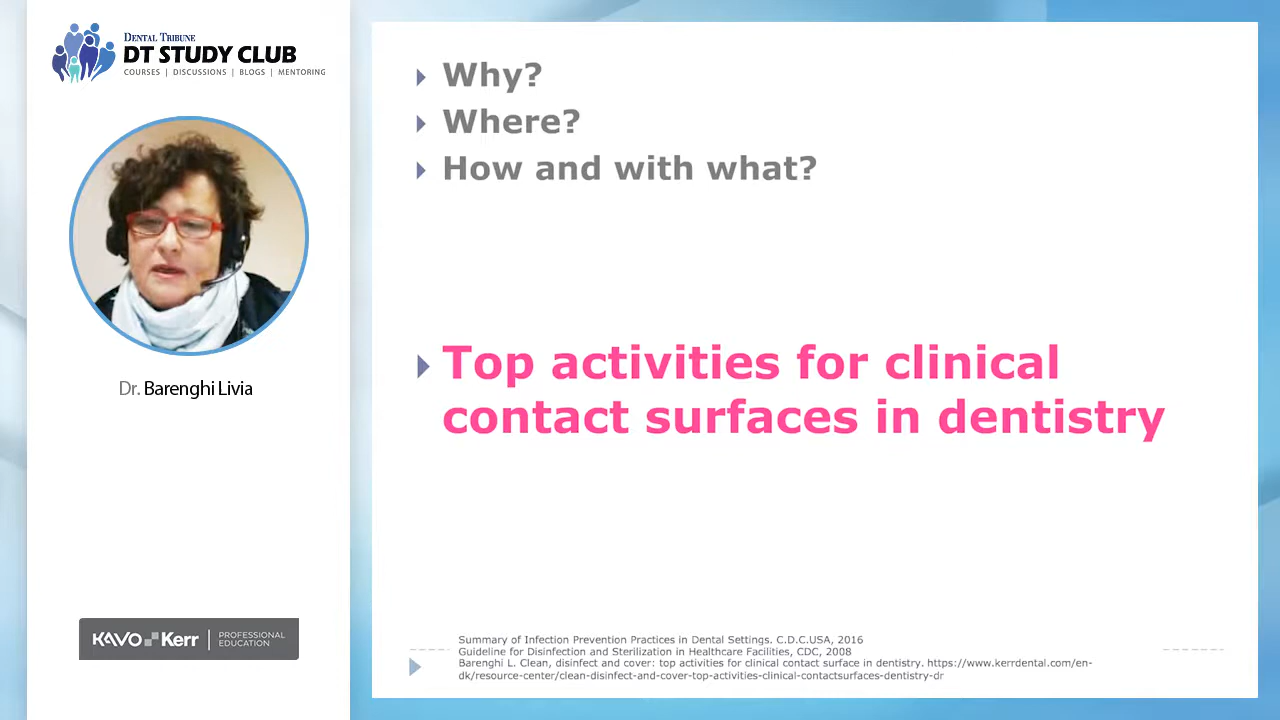 DENTAL TRIBUNE
DT STUDY CLUB
COURSES | DISCUSSIONS | BLOGS | MENTORING
Dr. Barenghi Livia
KAVO Kerr | PROFESSIONAL EDUCATION
Why?
Where?
How and with what?
Top activities for clinical
contact surfaces in dentistry
Summary of Infection Prevention Practices in Dental Settings. C.D.C.USA, 2016
Guideline for Disinfection and Sterilization in Healthcare Facilities, CDC, 2008
Barenghi L. Clean, disinfect and cover: top activities for clinical contact surface in dentistry. https://www.kerrdental.com/en-
dk/resource-center/clean-disinfect-and-cover-top-activities-clinical-contactsurfaces-dentistry-dr